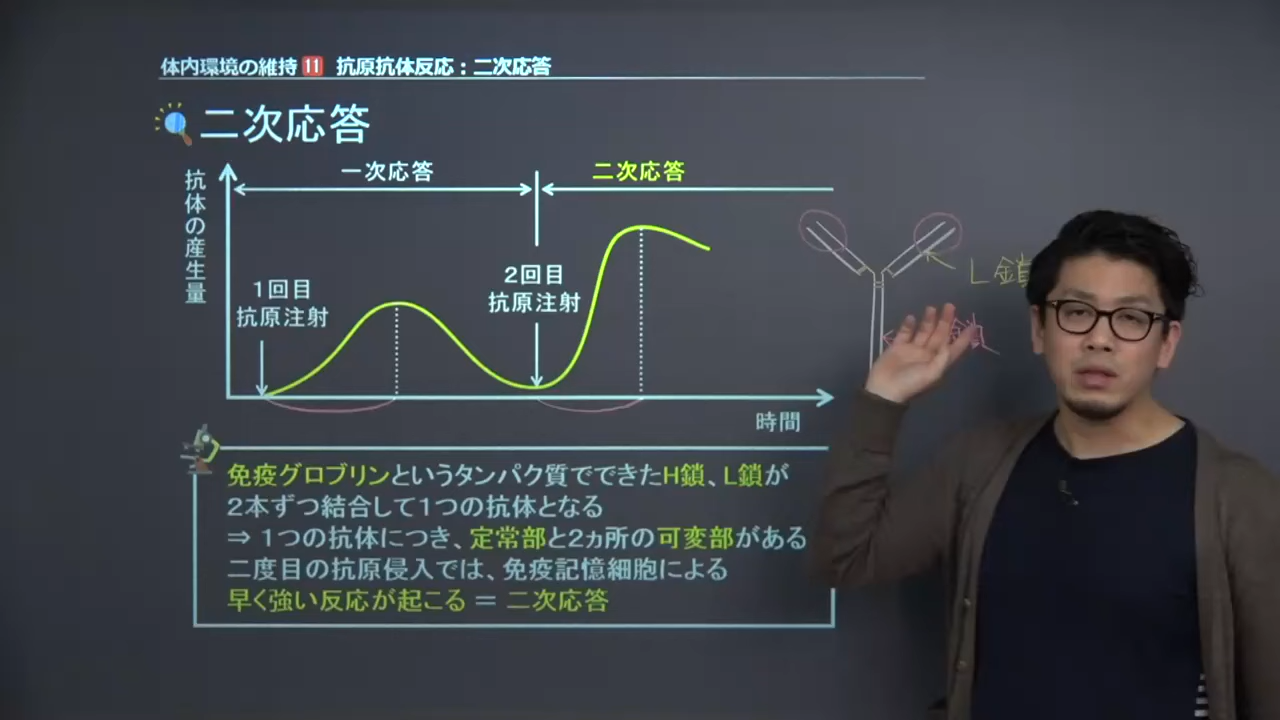 体内環境の維持 11 抗原抗体反応：二次応答
二次応答
抗体の産生量
一次応答
二次応答
1回目
抗原注射
2回目
抗原注射
時間
L鎖
鎖
免疫グロブリンというタンパク質でできたH鎖、L鎖が
2本ずつ結合して1つの抗体となる
⇒ 1つの抗体につき、定常部と2ヵ所の可変部がある
二度目の抗原侵入では、免疫記憶細胞による
早く強い反応が起こる ＝ 二次応答